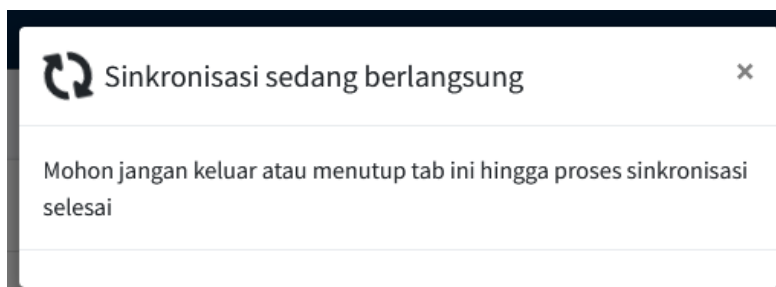 Sinkronisasi sedang berlangsung
×
Mohon jangan keluar atau menutup tab ini hingga proses sinkronisasi
selesai